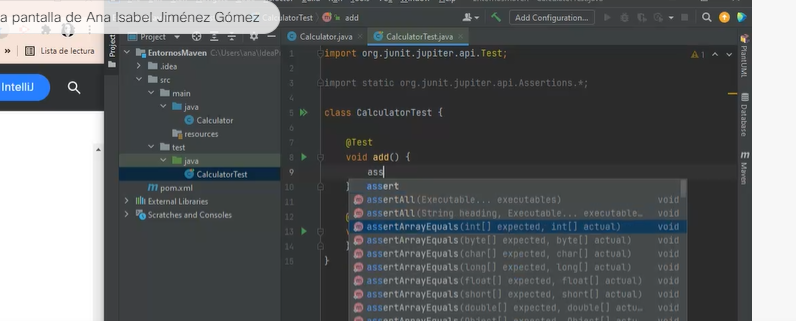 a pantalla de Ana Isabel Jiménez Gómez
CalculatorTest
add
Add Configuration...
»
Lista de lectura
IntelliJ
Project
Project
EntornosMaven C:\Users\ana\IdeaP
.idea
src
main
java
Calculator
resources
test
java
CalculatorTest
pom.xml
External Libraries
Scratches and Consoles
Calculator.java
CalculatorTest.java
1 import org.junit.jupiter.api.Test;
2
3 import static org.junit.jupiter.api.Assertions.*;
4
5 class CalculatorTest {
6
7 @Test
8 void add() {
9 ass
10 }
11
12 @
13
14 }
15 }
assert
assertAll(Executable... executables) void
assertAll(String heading, Executable... executable… void
assertArrayEquals(int[] expected, int[] actual) void
assertArrayEquals(byte[] expected, byte[] actual) void
assertArrayEquals(char[] expected, char[] actual) void
assertArrayEquals(long[] expected, long[] actual) void
assertArrayEquals(float[] expected, float[] actual) void
assertArrayEquals(short[] expected, short[] actual) void
assertArrayEquals(double[] expected, double[] actu… void
1
PlantUML
Database
Maven